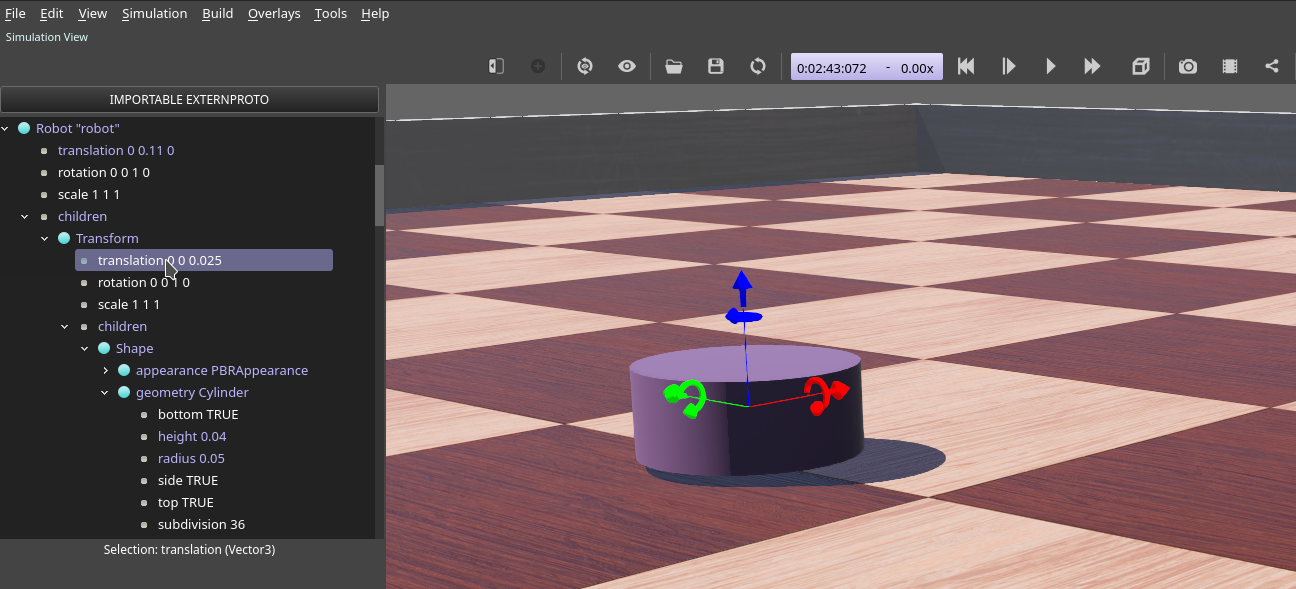 File Edit View Simulation Build Overlays Tools Help
Simulation View
0:02:43:072 - 0.00x
IMPORTABLE EXTERNPROTO
Robot "robot"
translation 0 0.11 0
rotation 0 0 1 0
scale 1 1 1
children
Transform
translation 0 0 0.025
rotation 0 0 1 0
scale 1 1 1
children
Shape
appearance PBRAppearance
geometry Cylinder
bottom TRUE
height 0.04
radius 0.05
side TRUE
top TRUE
subdivision 36
Selection: translation (Vector3)